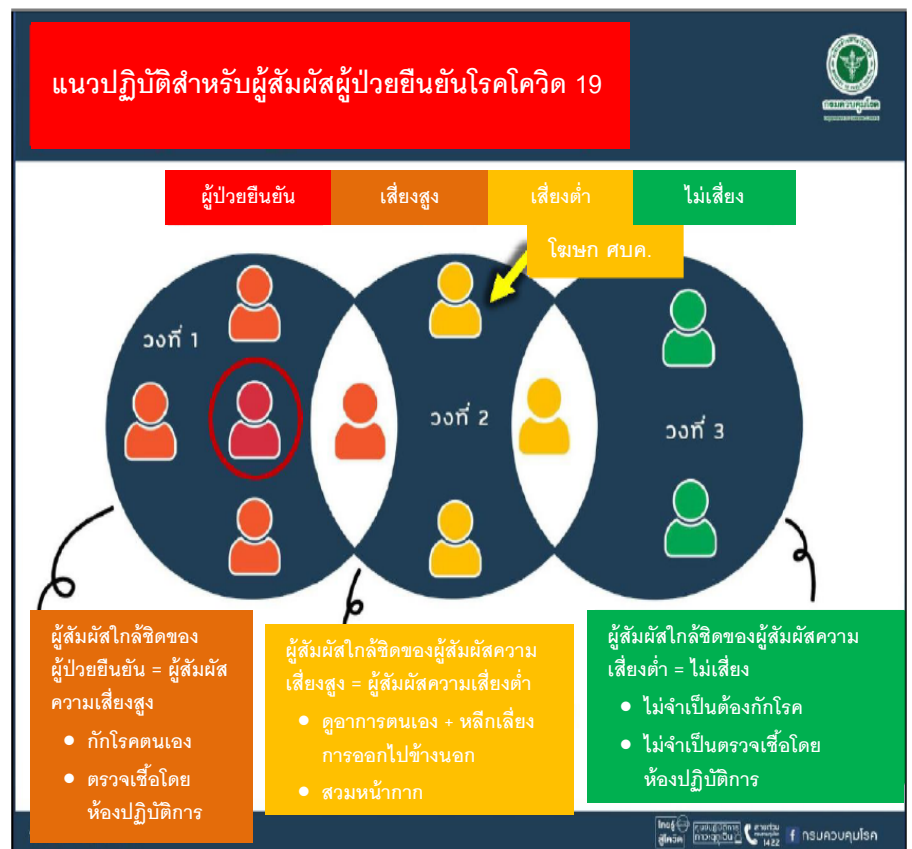 แนวปฏิบัติสำหรับผู้สัมผัสผู้ป่วยยืนยันโรคโควิด 19
กรมควบคุมโรค
ผู้ป่วยยืนยัน
เสี่ยงสูง
เสี่ยงต่ำ
ไม่เสี่ยง
โฆษก ศบค.
วงที่ 1
วงที่ 2
วงที่ 3
ผู้สัมผัสใกล้ชิดของ
ผู้ป่วยยืนยัน = ผู้สัมผัส
ความเสี่ยงสูง
● กักโรคตนเอง
● ตรวจเชื้อโดย
ห้องปฏิบัติการ
ผู้สัมผัสใกล้ชิดของผู้สัมผัสความ
เสี่ยงสูง = ผู้สัมผัสความเสี่ยงต่ำ
● ดูอาการตนเอง + หลีกเลี่ยง
การออกไปข้างนอก
● สวมหน้ากาก
ผู้สัมผัสใกล้ชิดของผู้สัมผัสความ
เสี่ยงต่ำ = ไม่เสี่ยง
● ไม่จำเป็นต้องกักโรค
● ไม่จำเป็นตรวจเชื้อโดย
ห้องปฏิบัติการ
ไทยรู้
สู้โควิด
1422
กรมควบคุมโรค